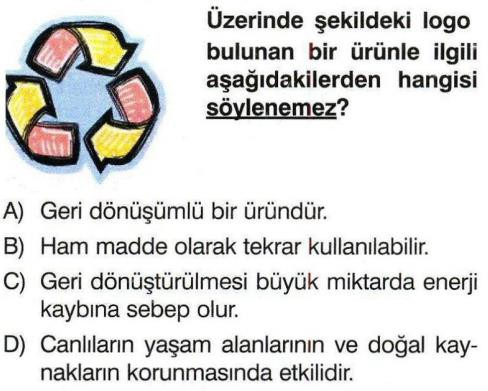 Üzerinde şekildeki logo
bulunan bir ürünle ilgili
aşağıdakilerden hangisi
söylenemez?
A) Geri dönüşümlü bir üründür.
B) Ham madde olarak tekrar kullanılabilir.
C) Geri dönüştürülmesi büyük miktarda enerji
kaybına sebep olur.
D) Canlıların yaşam alanlarının ve doğal kay-
nakların korunmasında etkilidir.